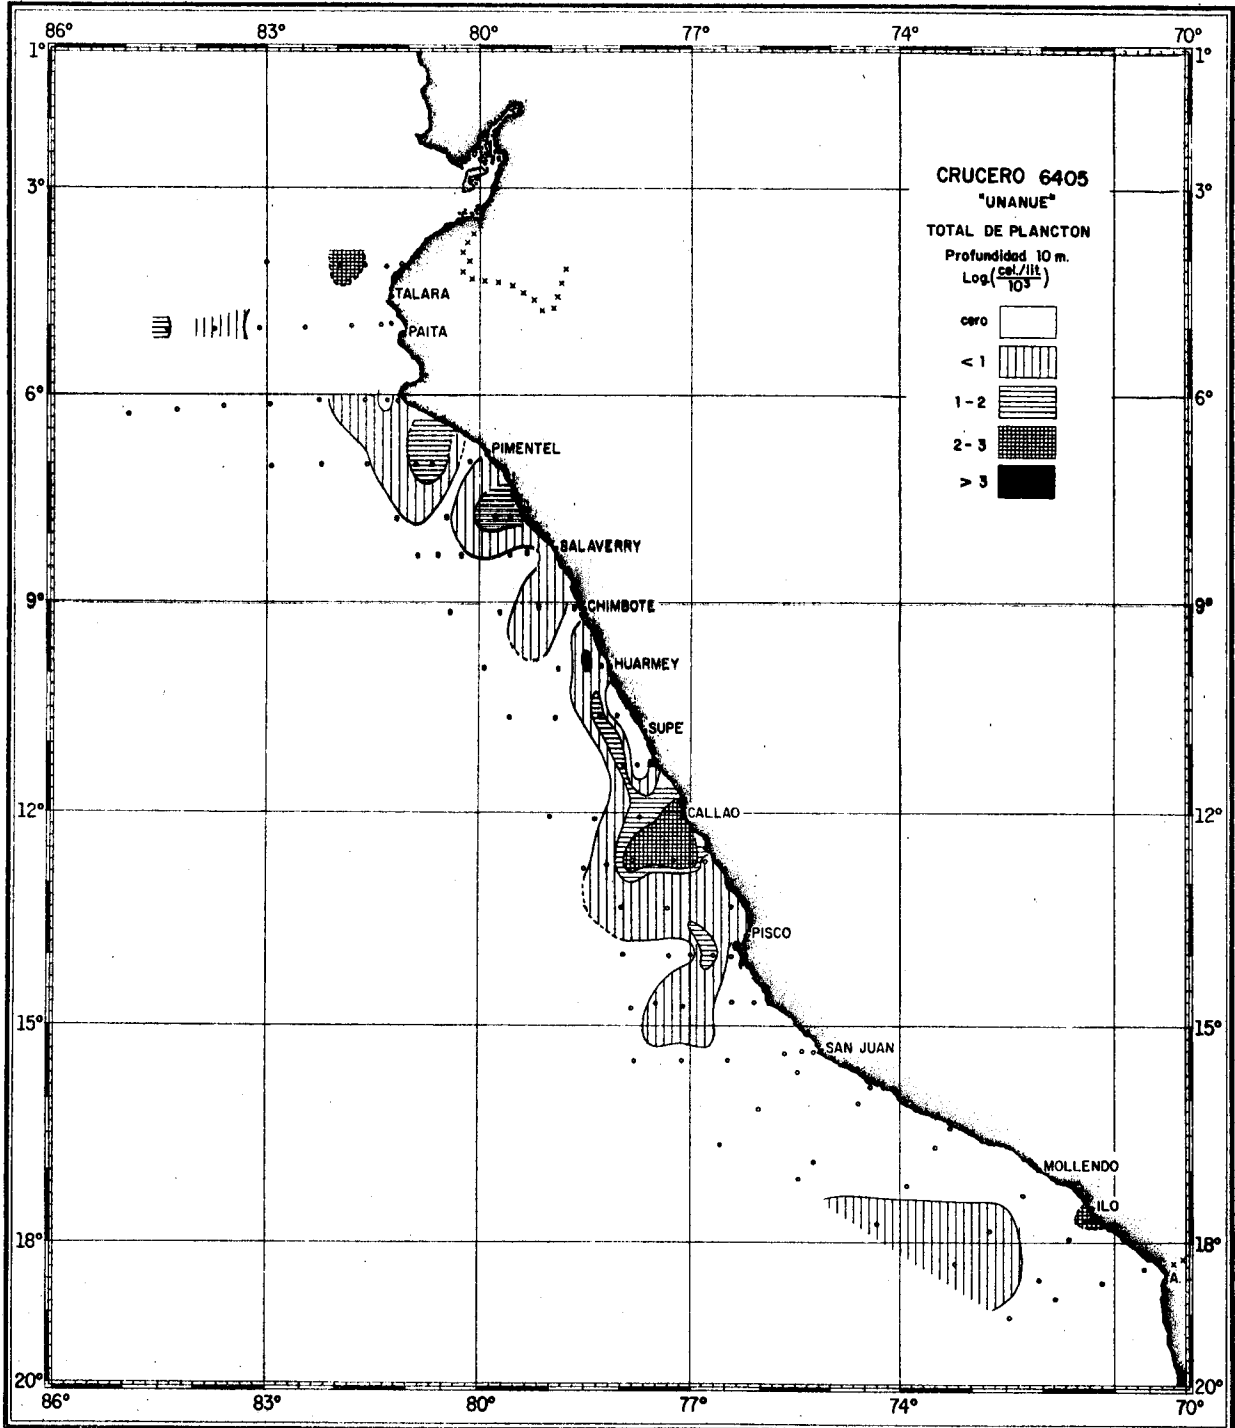 86° 83° 80° 77° 74° 70°
1° 1°
CRUCERO 6405
"UNANUE"
TOTAL DE PLANCTON
Profundidad 10 m.
Log.(cel./lit / 10³)
cero
< 1
1-2
2-3
> 3
3° 3°
TALARA
PAITA
6° 6°
PIMENTEL
SALAVERRY
9° 9°
CHIMBOTE
HUARMEY
SUPE
12° 12°
CALLAO
PISCO
15° 15°
SAN JUAN
MOLLENDO
ILO
18° 18°
A.
20° 20°
86° 83° 80° 77° 74° 70°